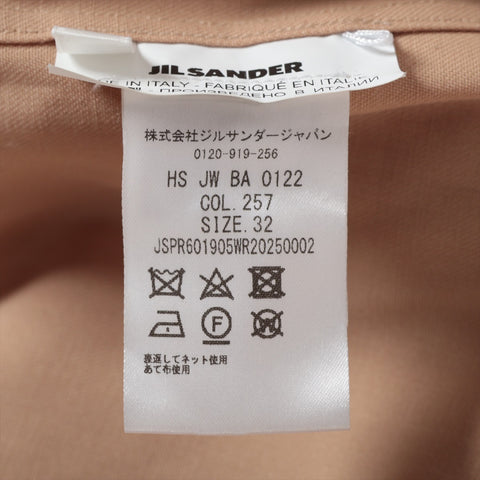 JIL SANDER
IN ITALY - FABRIQUÉ EN ITALIE
ПРОИЗВЕДЕНО В ИТАЛИИ
株式会社ジルサンダージャパン
0120-919-256
HS JW BA 0122
COL. 257
SIZE. 32
JSPR601905WR20250002
F
W
裏返してネット使用
あて布使用